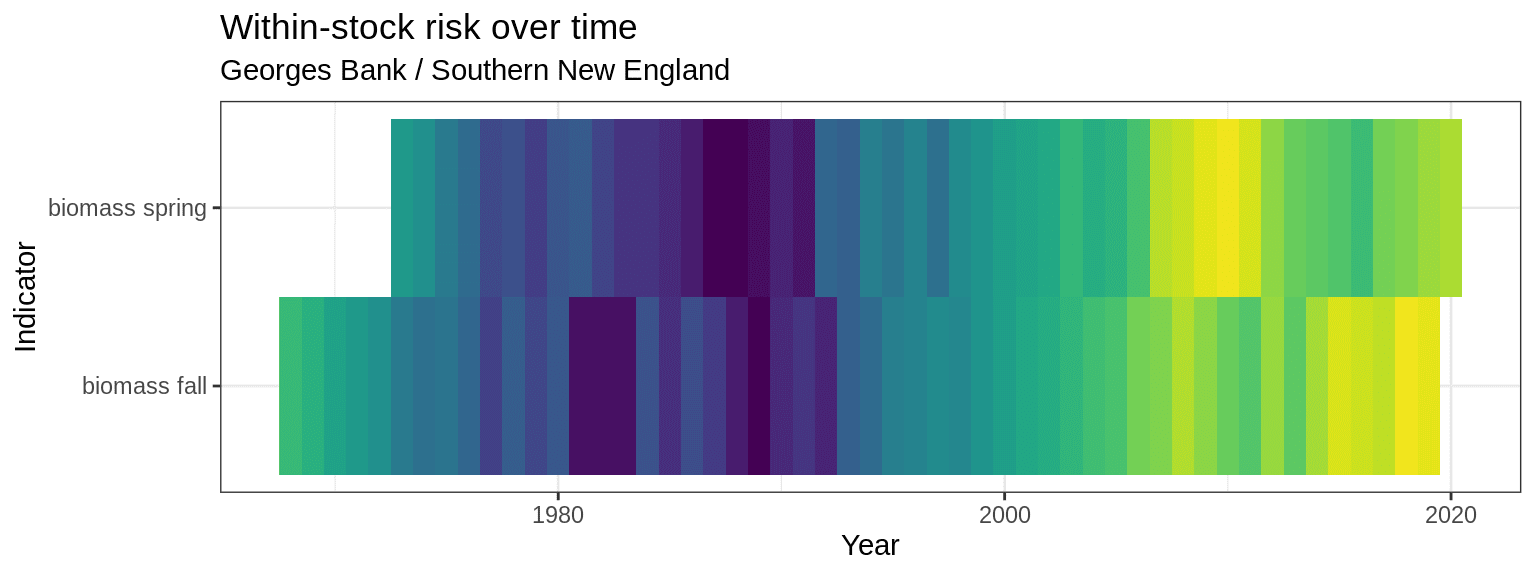 Within-stock risk over time
Georges Bank / Southern New England
Indicator
biomass spring
biomass fall
1980 2000 2020
Year